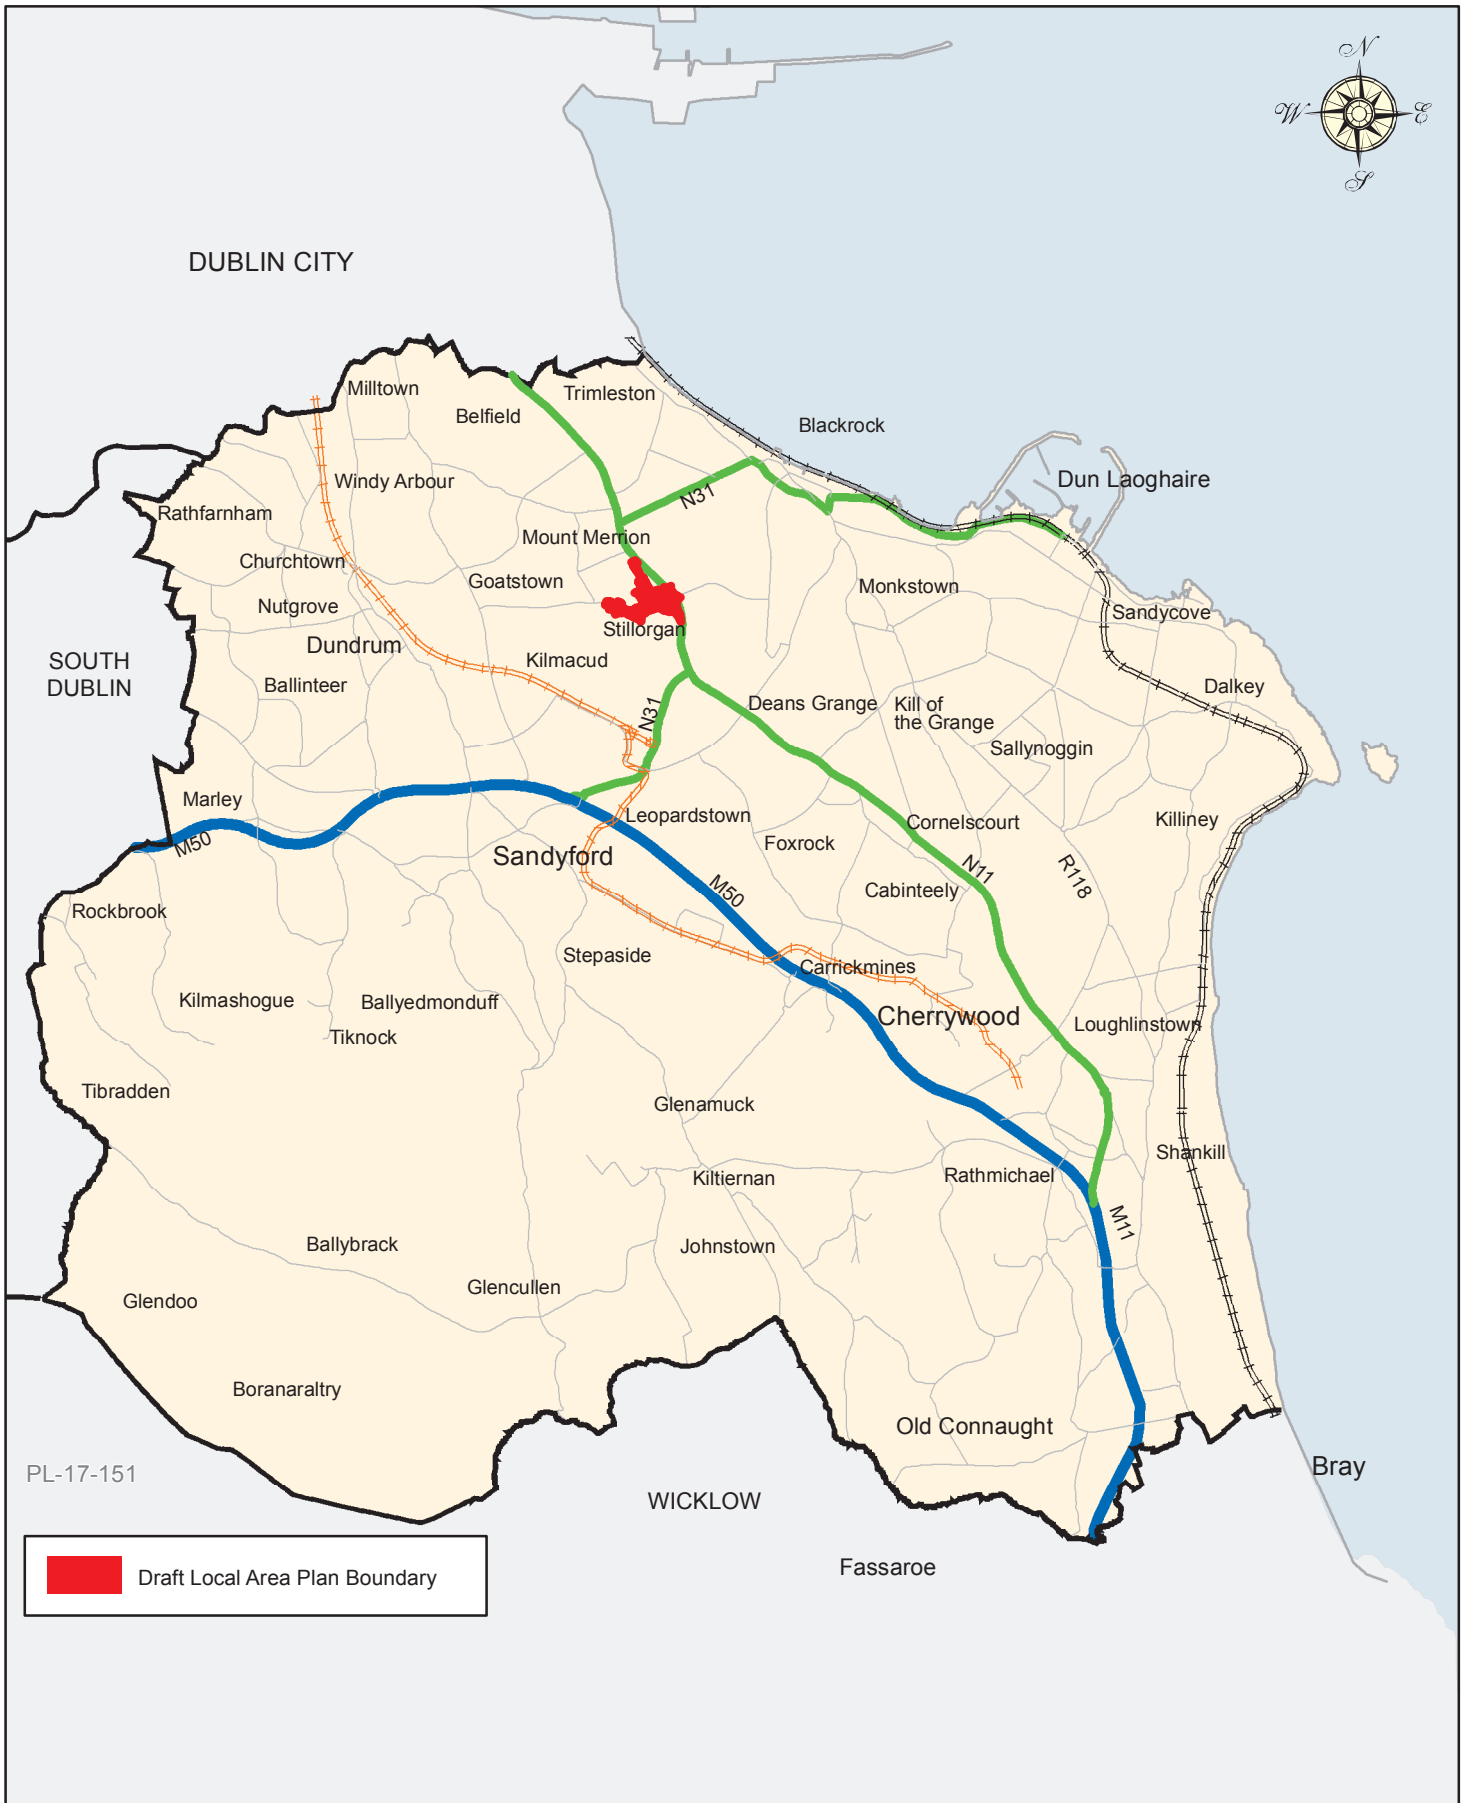 N
W
E
S
DUBLIN CITY
Milltown
Trimleston
Belfield
Blackrock
Dun Laoghaire
Windy Arbour
N31
Rathfarnham
Mount Merrion
Churchtown
Goatstown
Monkstown
Nutgrove
Sandycove
Stillorgan
Dundrum
SOUTH
DUBLIN
Kilmacud
Ballinteer
Dalkey
N31
Deans Grange
Kill of
the Grange
Sallynoggin
Marley
Leopardstown
Cornelscourt
Killiney
M50
Foxrock
Sandyford
N11
R118
M50
Cabinteely
Rockbrook
Stepaside
Carrickmines
Kilmashogue
Ballyedmonduff
Cherrywood
Loughlinstown
Tiknock
Tibradden
Glenamuck
Shankill
Kiltiernan
Rathmichael
M11
Ballybrack
Johnstown
Glencullen
Glendoo
Boranaraltry
Old Connaught
Bray
PL-17-151
WICKLOW
Fassaroe
Draft Local Area Plan Boundary